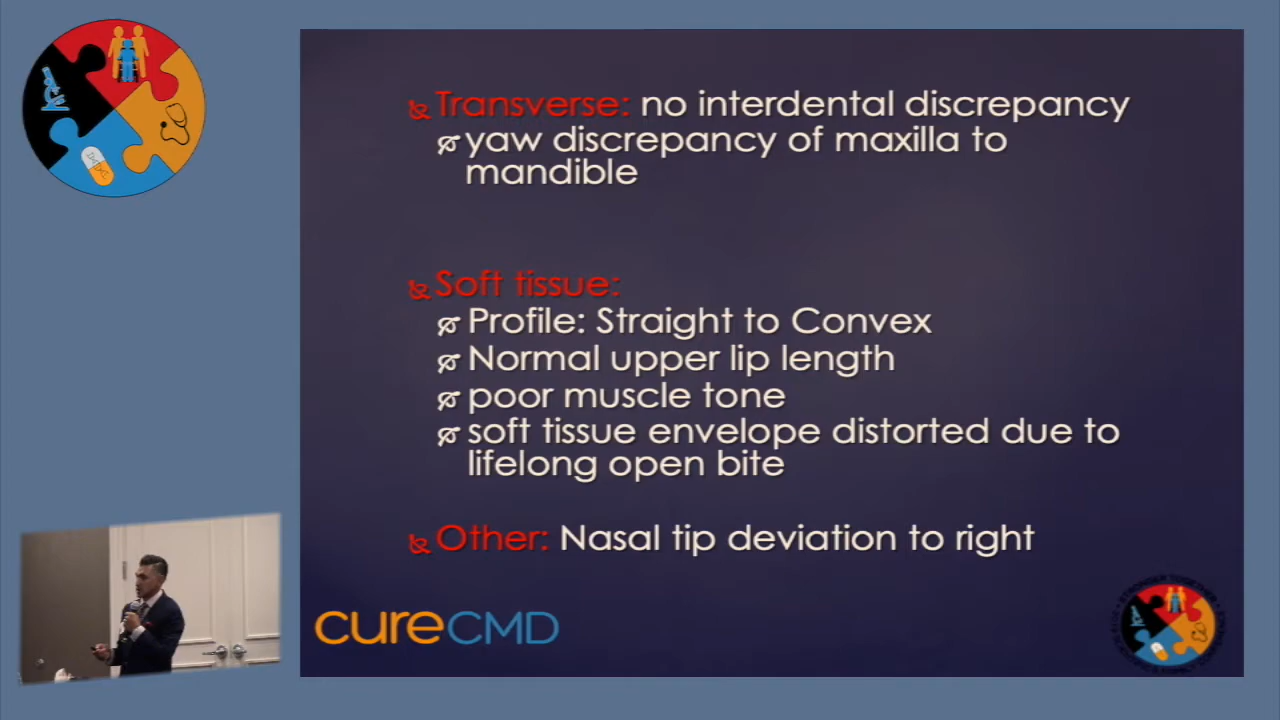 Transverse: no interdental discrepancy
yaw discrepancy of maxilla to
mandible
Soft tissue:
Profile: Straight to Convex
Normal upper lip length
poor muscle tone
soft tissue envelope distorted due to
lifelong open bite
Other: Nasal tip deviation to right
cureCMD
STRONGER TOGETHER